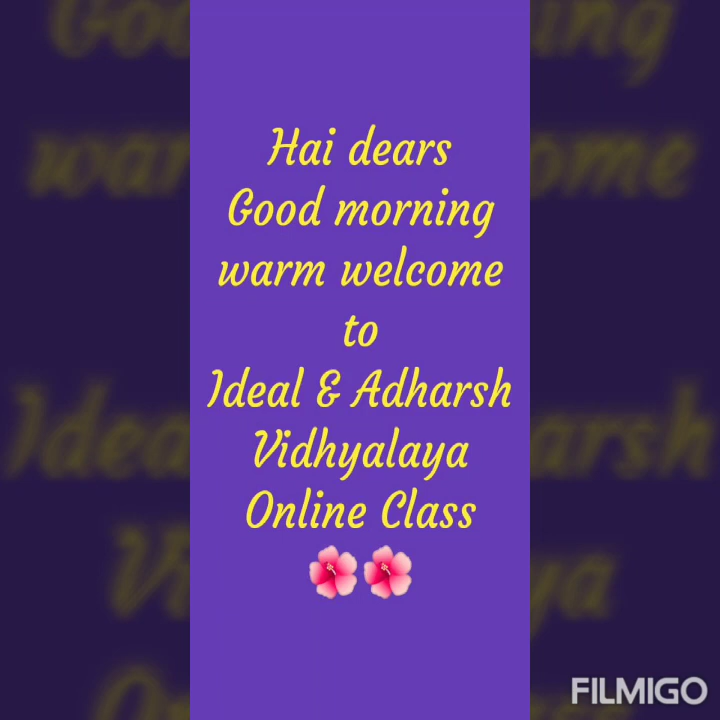 Hai dears
Good morning
warm welcome
to
Ideal & Adharsh
Vidhyalaya
Online Class
🌺🌺
FILMIGO